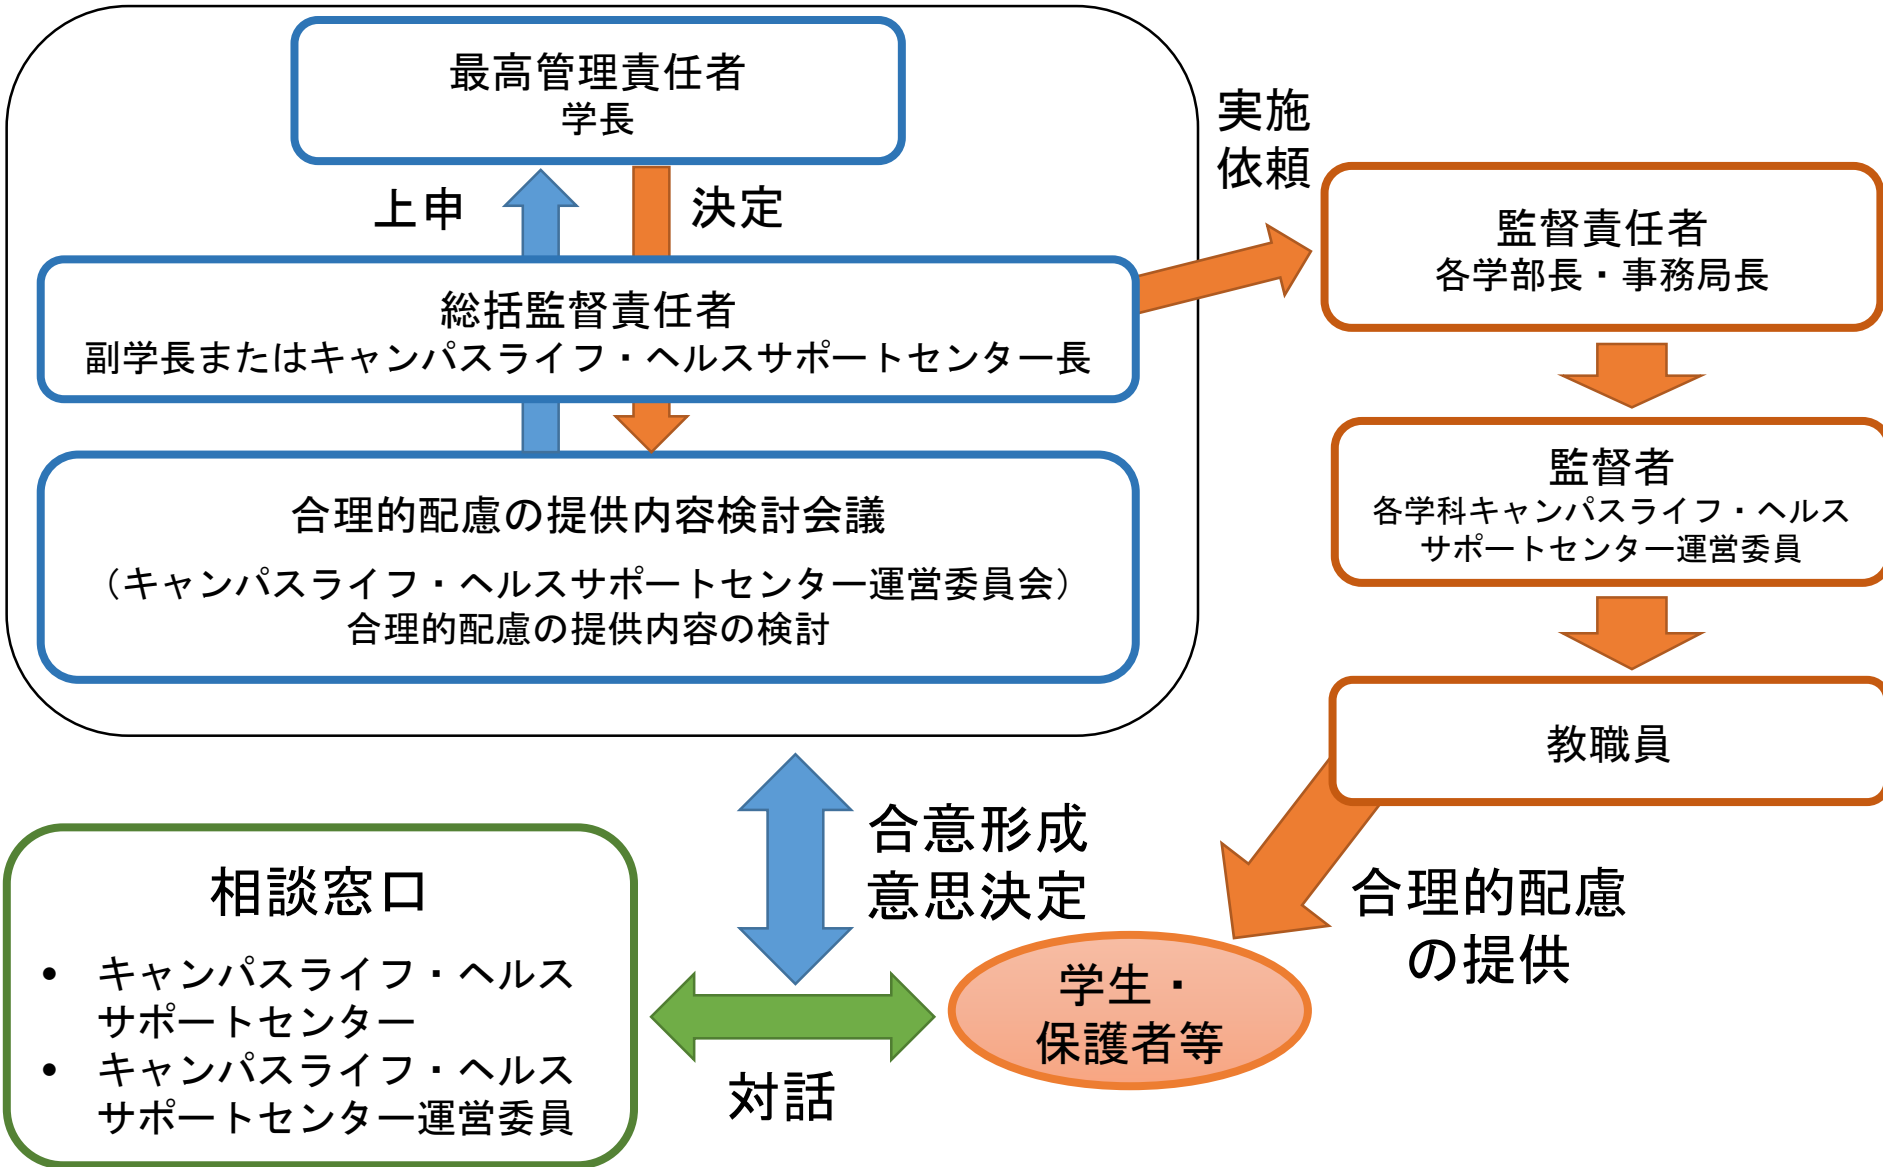 最高管理責任者
学長
上申
決定
総括監督責任者
副学長またはキャンパスライフ・ヘルスサポートセンター長
合理的配慮の提供内容検討会議
（キャンパスライフ・ヘルスサポートセンター運営委員会）
合理的配慮の提供内容の検討
実施
依頼
監督責任者
各学部長・事務局長
監督者
各学科キャンパスライフ・ヘルス
サポートセンター運営委員
教職員
合理的配慮
の提供
合意形成
意思決定
相談窓口
• キャンパスライフ・ヘルス
サポートセンター
• キャンパスライフ・ヘルス
サポートセンター運営委員
対話
学生・
保護者等